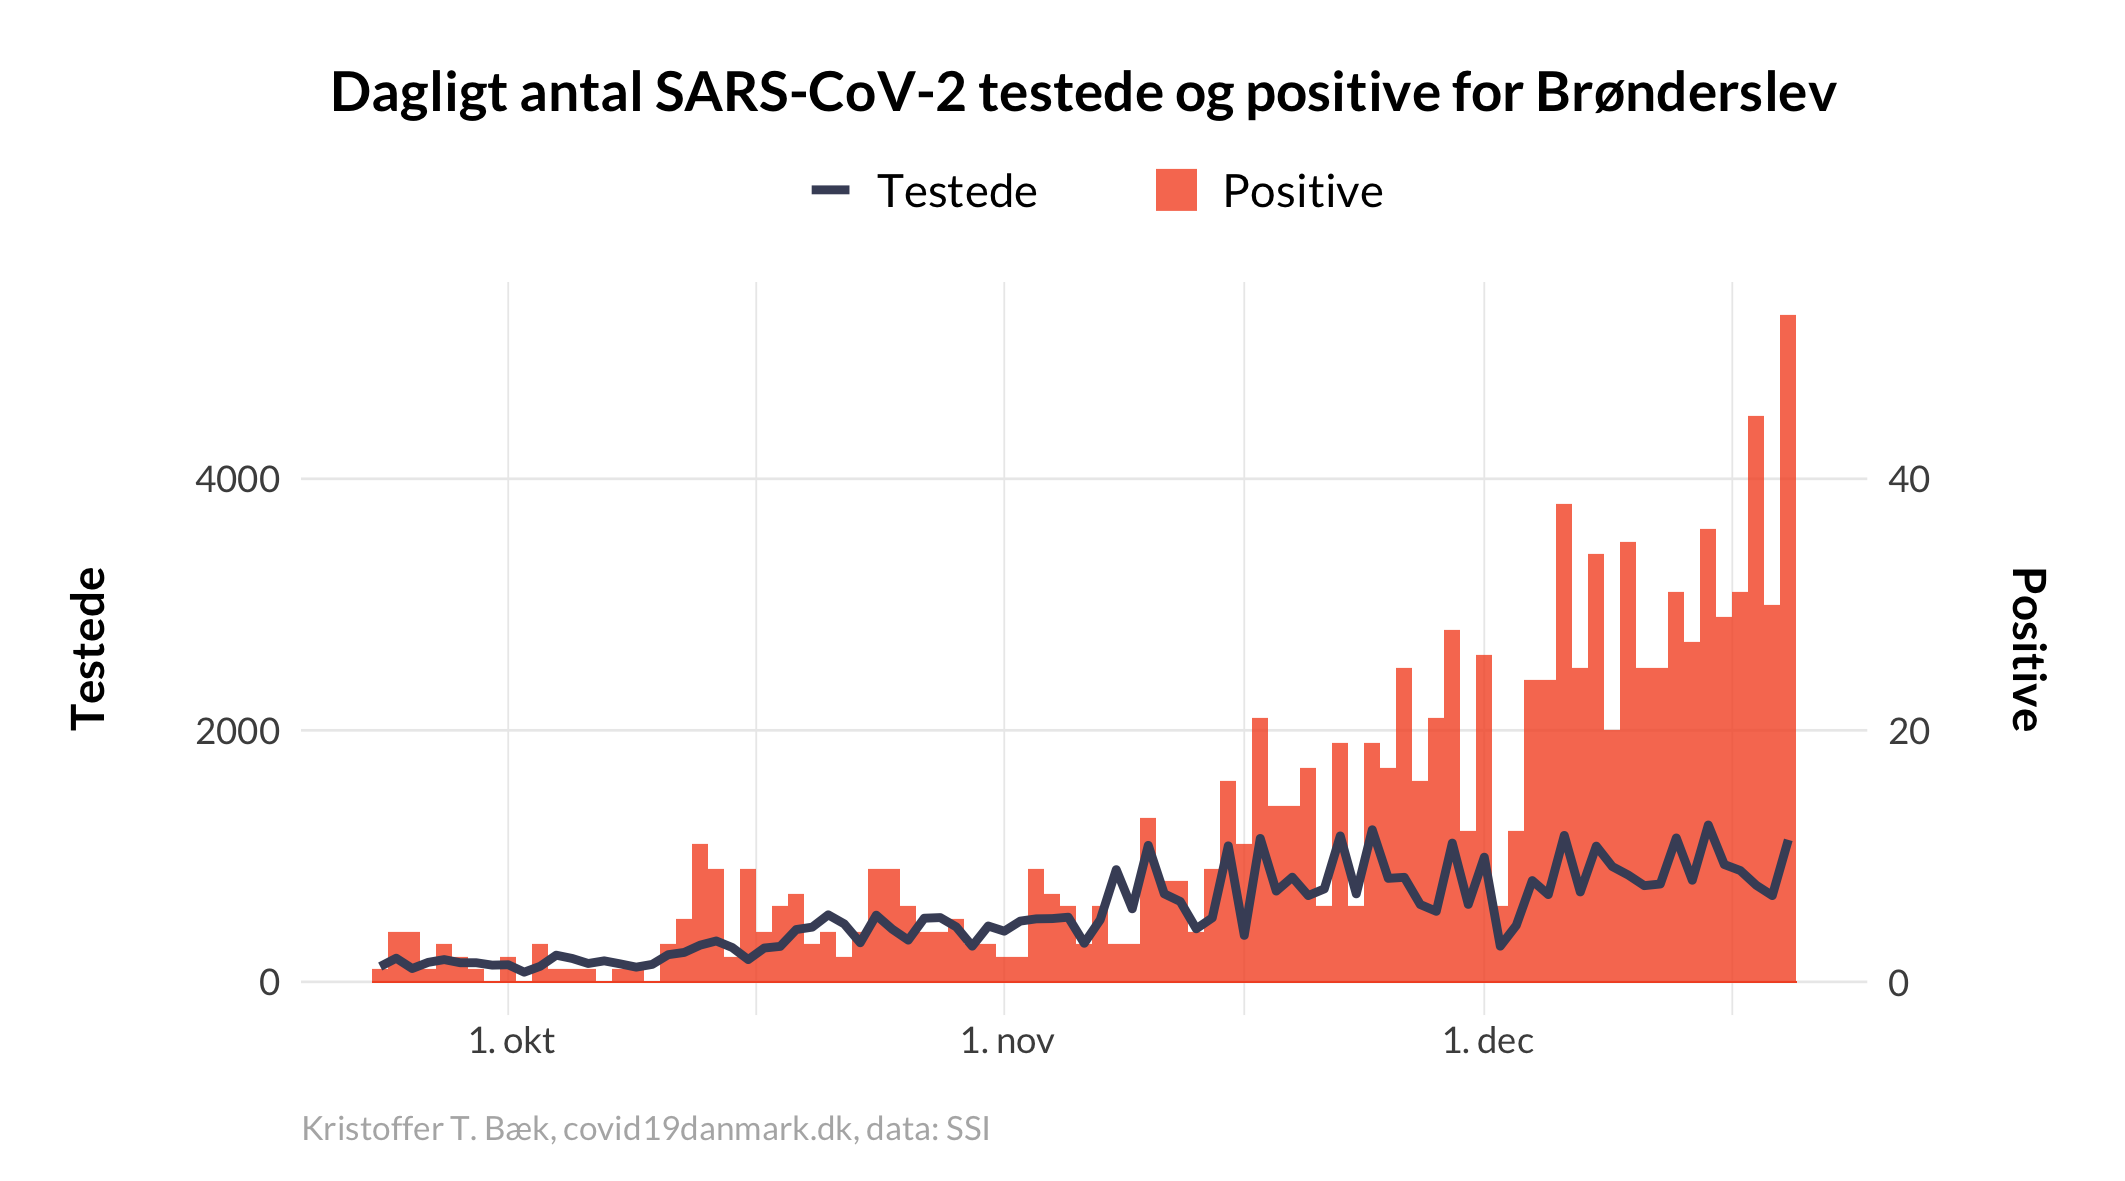 Dagligt antal SARS-CoV-2 testede og positive for Brønderslev
Testede
Positive
4000
2000
0
Testede
40
20
0
Positive
1. okt
1. nov
1. dec
Kristoffer T. Bæk, covid19danmark.dk, data: SSI